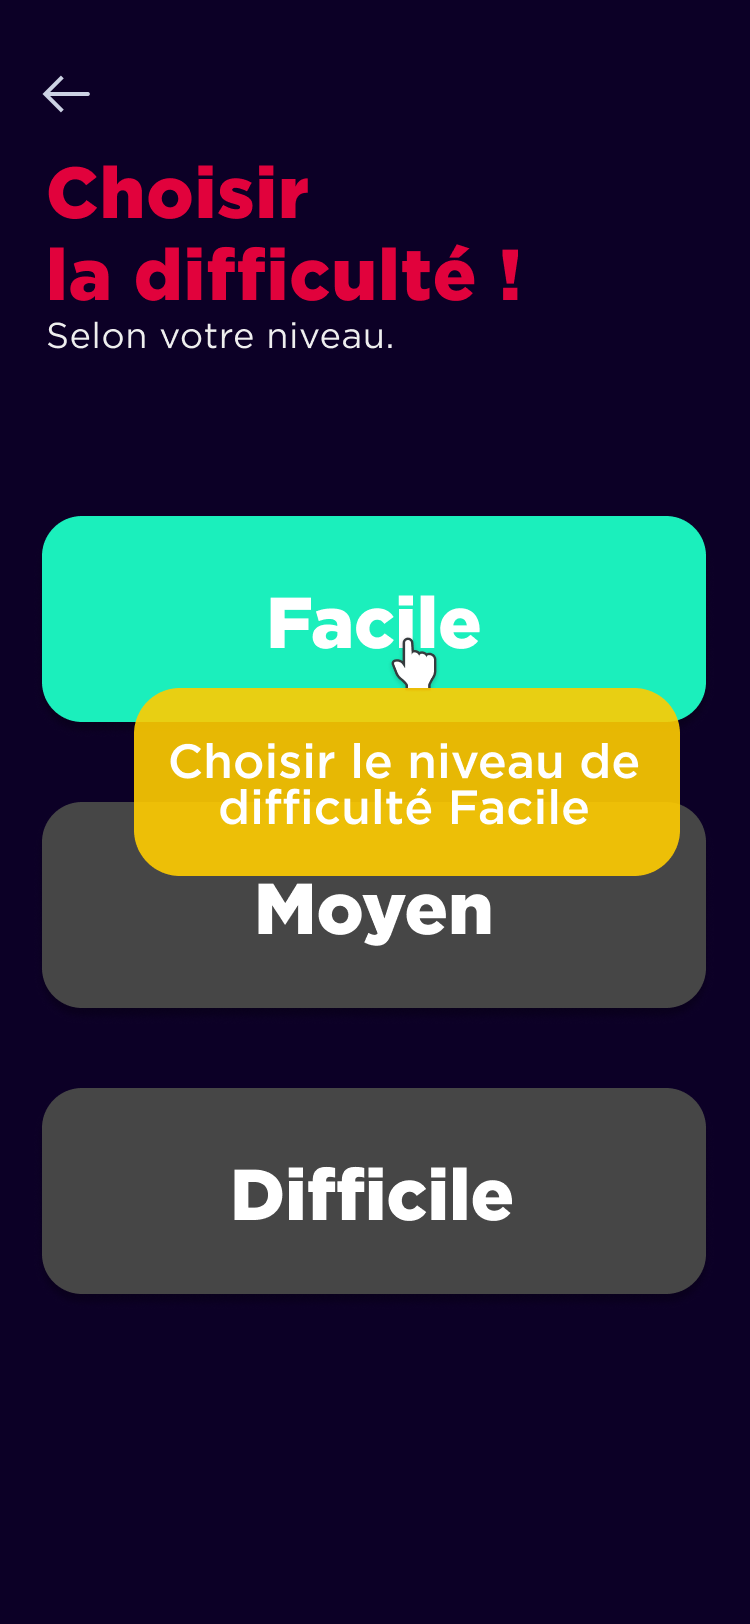 Choisir
la difficulté !
Selon votre niveau.
Facile
Choisir le niveau de
difficulté Facile
Moyen
Difficile